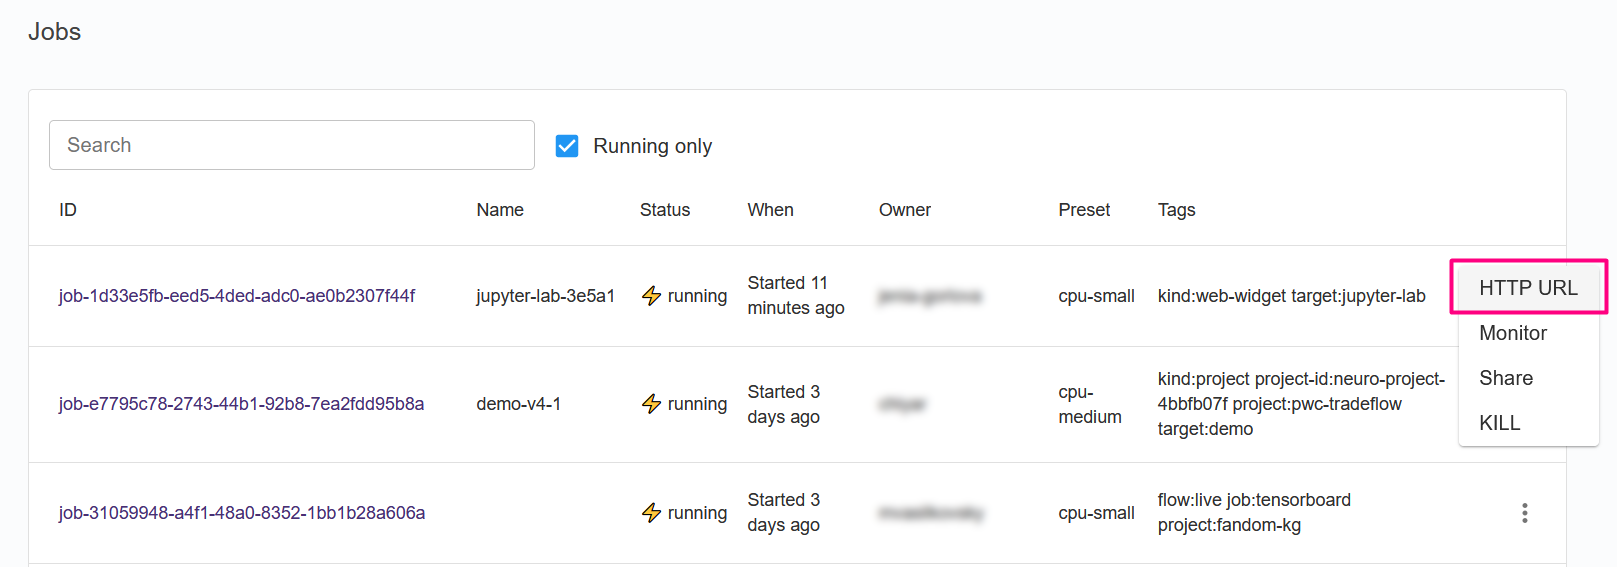 Jobs
Search
Running only
ID Name Status When Owner Preset Tags
job-1d33e5fb-eed5-4ded-adc0-ae0b2307f44f jupyter-lab-3e5a1 running Started 11 minutes ago cpu-small kind:web-widget target:jupyter-lab
HTTP URL
Monitor
Share
KILL
job-e7795c78-2743-44b1-92b8-7ea2fdd95b8a demo-v4-1 running Started 3 days ago cpu-medium kind:project project-id:neuro-project-4bbfb07f project:pwc-tradeflow target:demo
job-31059948-a4f1-48a0-8352-1bb1b28a606a running Started 3 days ago cpu-small flow:live job:tensorboard project:fandom-kg